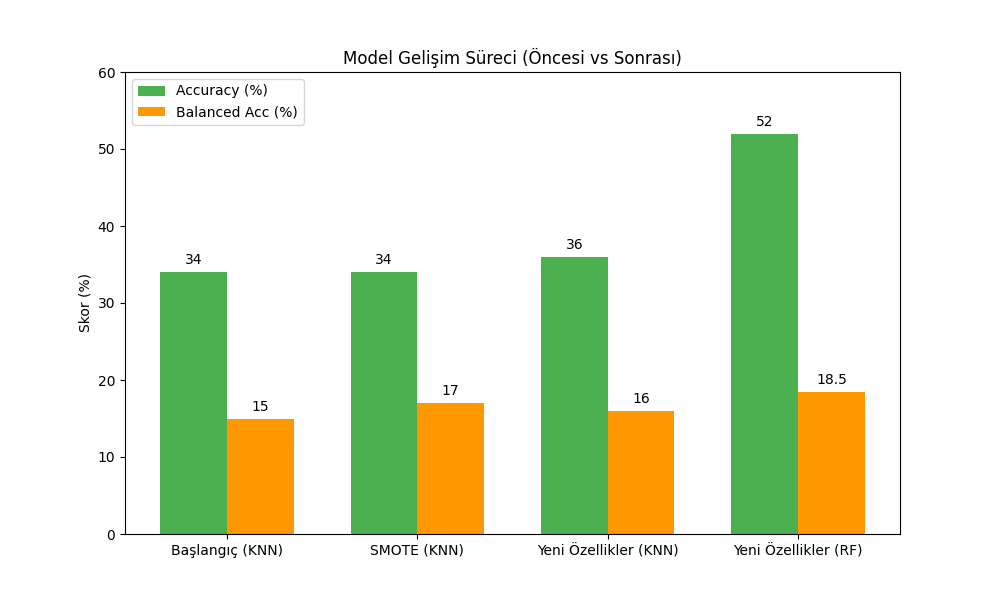 Model Gelişim Süreci (Öncesi vs Sonrası)
Accuracy (%)
Balanced Acc (%)
Skor (%)
60
50
40
30
20
10
0
34
15
34
17
36
16
52
18.5
Başlangıç (KNN)
SMOTE (KNN)
Yeni Özellikler (KNN)
Yeni Özellikler (RF)